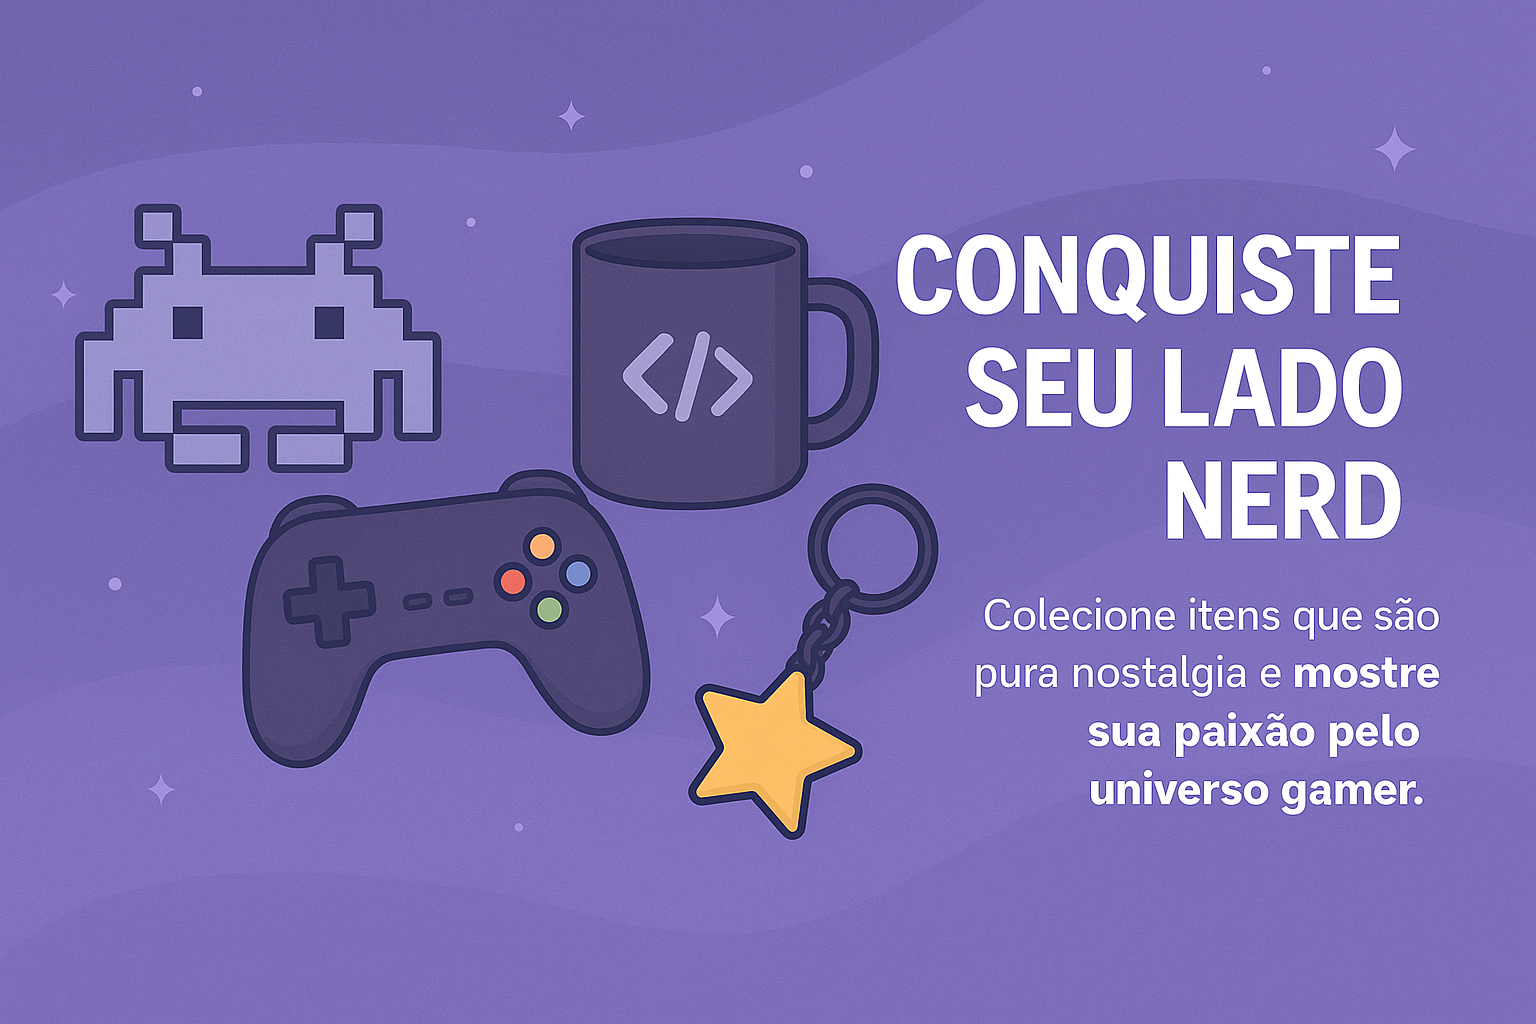 </>
CONQUISTE
SEU LADO
NERD
Colecione itens que são
pura nostalgia e mostre
sua paixão pelo
universo gamer.